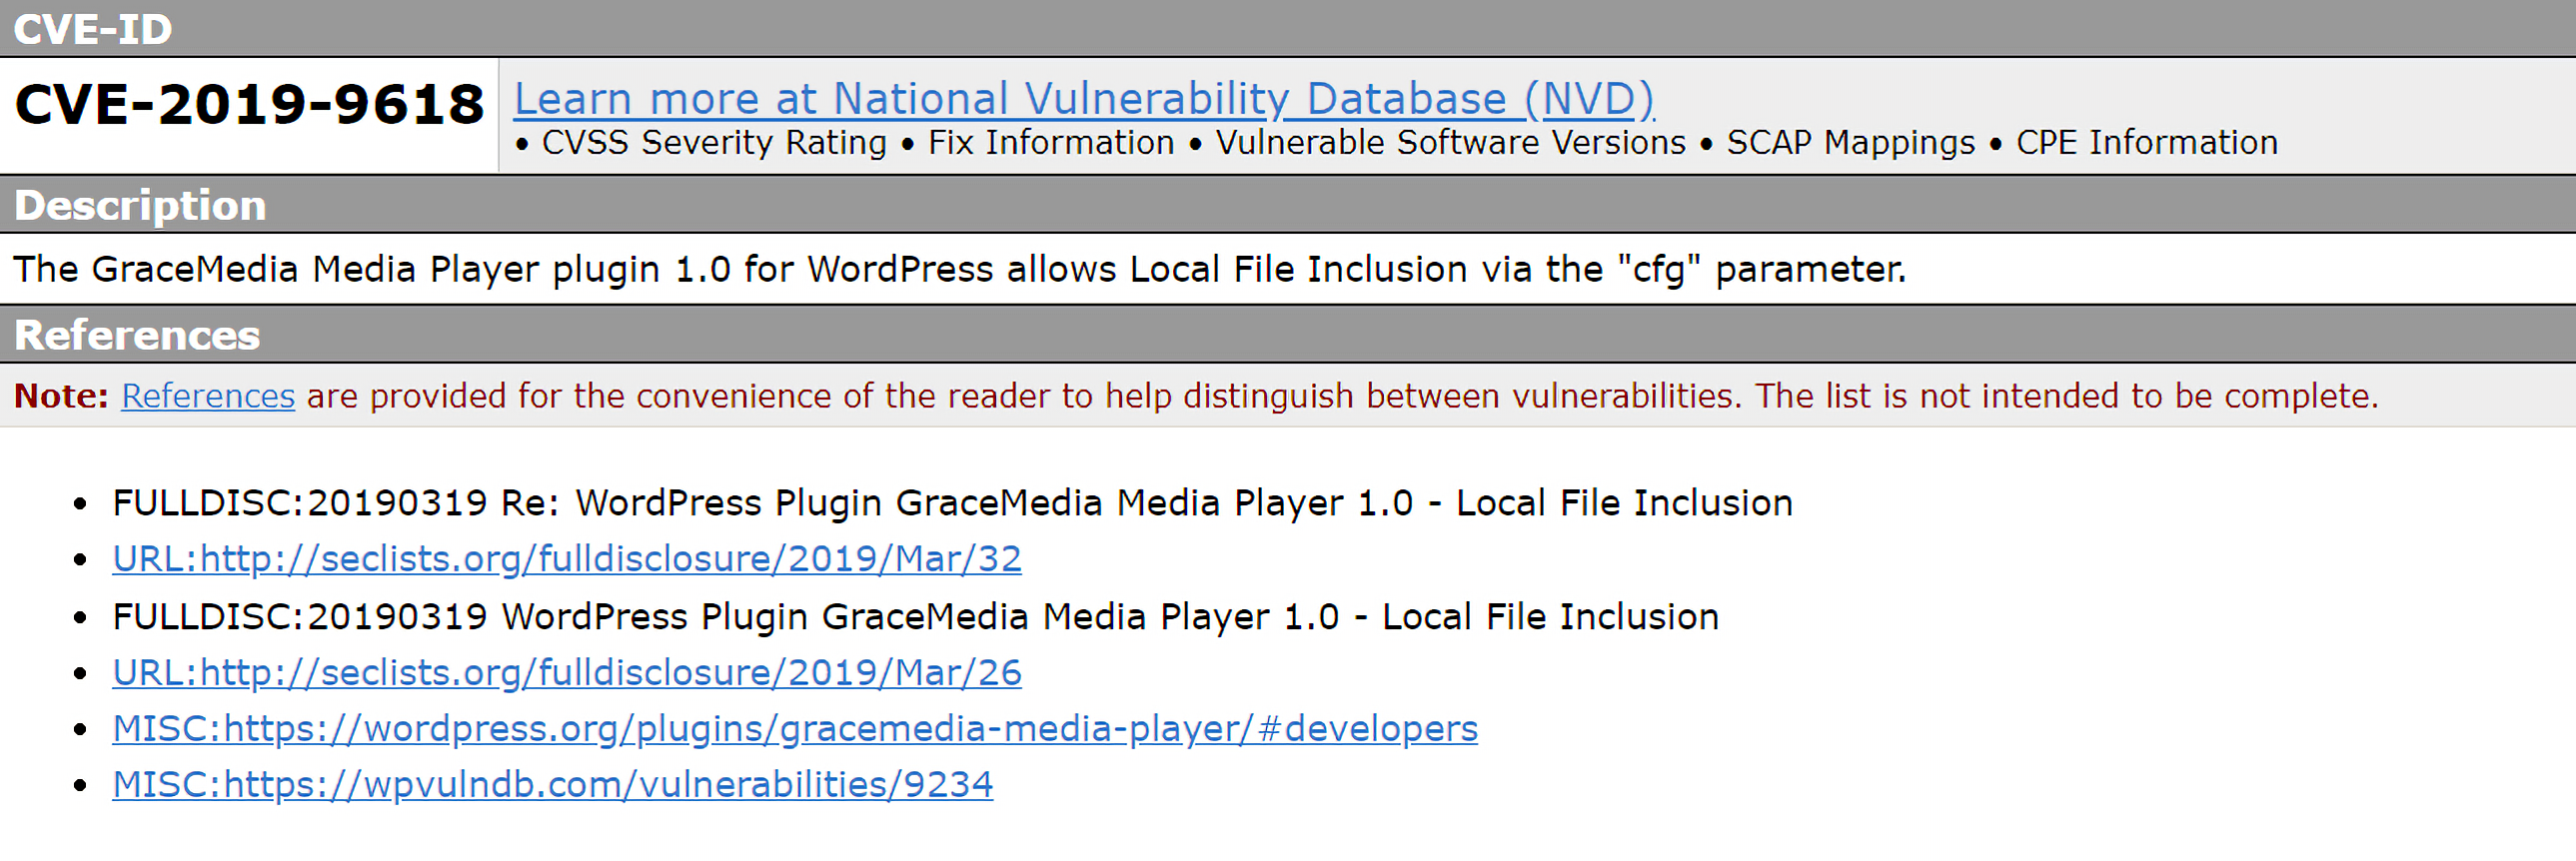 CVE-ID
CVE-2019-9618
Learn more at National Vulnerability Database (NVD)
• CVSS Severity Rating • Fix Information • Vulnerable Software Versions • SCAP Mappings • CPE Information
Description
The GraceMedia Media Player plugin 1.0 for WordPress allows Local File Inclusion via the "cfg" parameter.
References
Note: References are provided for the convenience of the reader to help distinguish between vulnerabilities. The list is not intended to be complete.
• FULLDISC:20190319 Re: WordPress Plugin GraceMedia Media Player 1.0 - Local File Inclusion
• URL:http://seclists.org/fulldisclosure/2019/Mar/32
• FULLDISC:20190319 WordPress Plugin GraceMedia Media Player 1.0 - Local File Inclusion
• URL:http://seclists.org/fulldisclosure/2019/Mar/26
• MISC:https://wordpress.org/plugins/gracemedia-media-player/#developers
• MISC:https://wpvulndb.com/vulnerabilities/9234